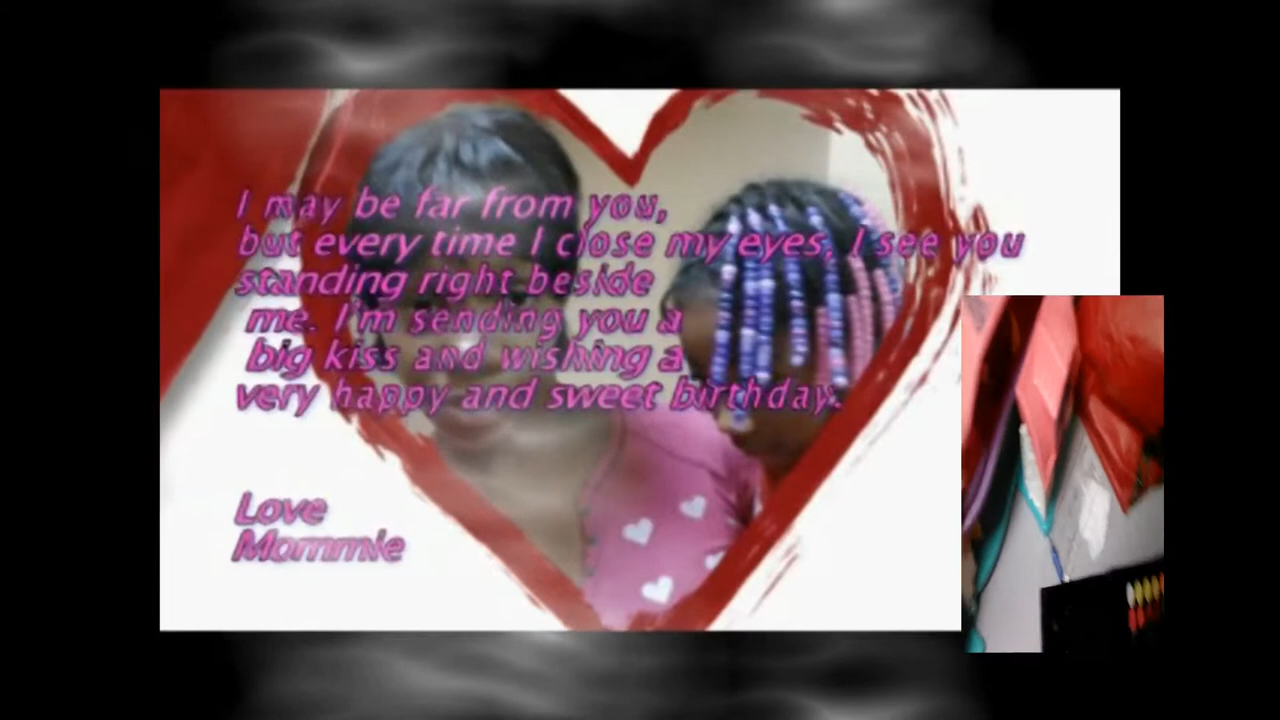 I may be far from you,
but every time I close my eyes, I see you
standing right beside
me. I'm sending you a
big kiss and wishing a
very happy and sweet birthday.
Love
Mommie